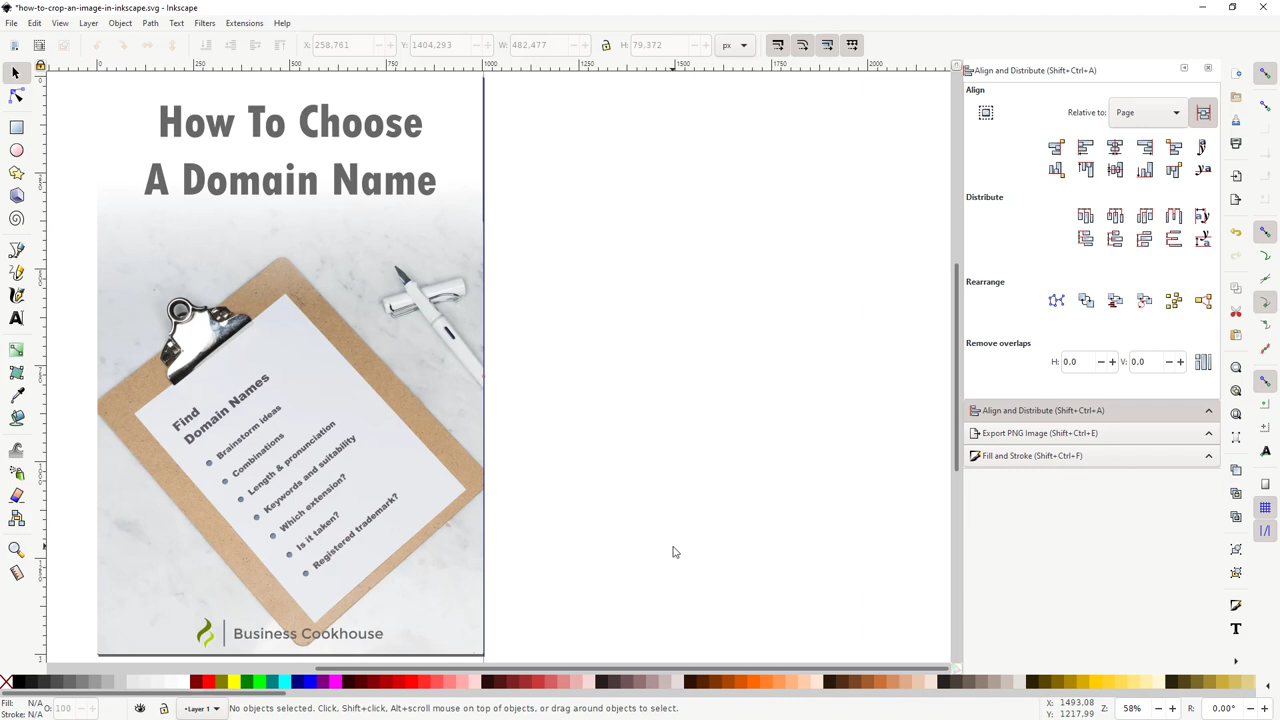 *how-to-crop-an-image-in-inkscape.svg - Inkscape
File Edit View Layer Object Path Text Filters Extensions Help
X: 258,761 Y: 1404,293 W: 482,477 H: 79,372 px
Align and Distribute (Shift+Ctrl+A)
Align
Relative to: Page
Distribute
Rearrange
Remove overlaps
H: 0.0 V: 0.0
Align and Distribute (Shift+Ctrl+A)
Export PNG Image (Shift+Ctrl+E)
Fill and Stroke (Shift+Ctrl+F)
How To Choose
A Domain Name
Find
Domain Names
Brainstorm ideas
Combinations
Length & pronunciation
Keywords and suitability
Which extension?
Is it taken?
Registered trademark?
Business Cookhouse
Fill: N/A
Stroke: N/A
O: 100
•Layer 1
No objects selected. Click, Shift+click, Alt+scroll mouse on top of objects, or drag around objects to select.
X: 1493,08
Y: 1217,99
Z: 58%
R: 0.00°